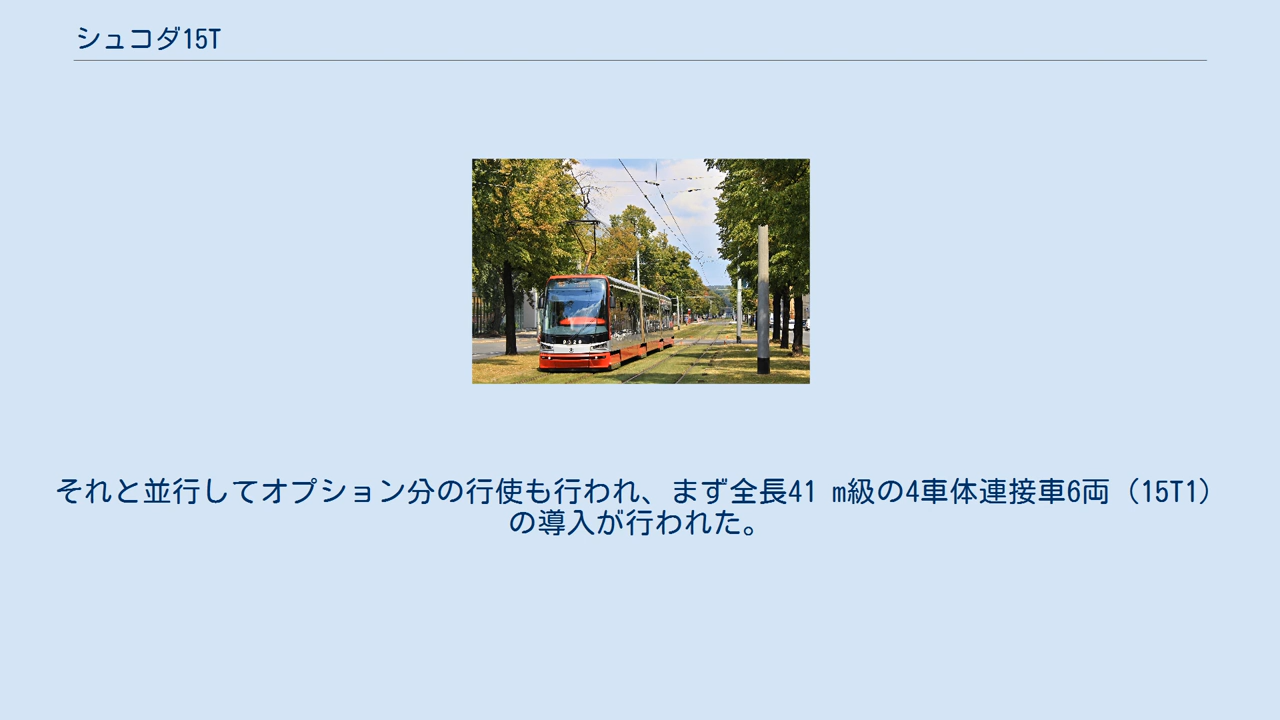 シュコダ15T
それと並行してオプション分の行使も行われ、まず全長41 m級の4車体連接車6両（15T1）
の導入が行われた。